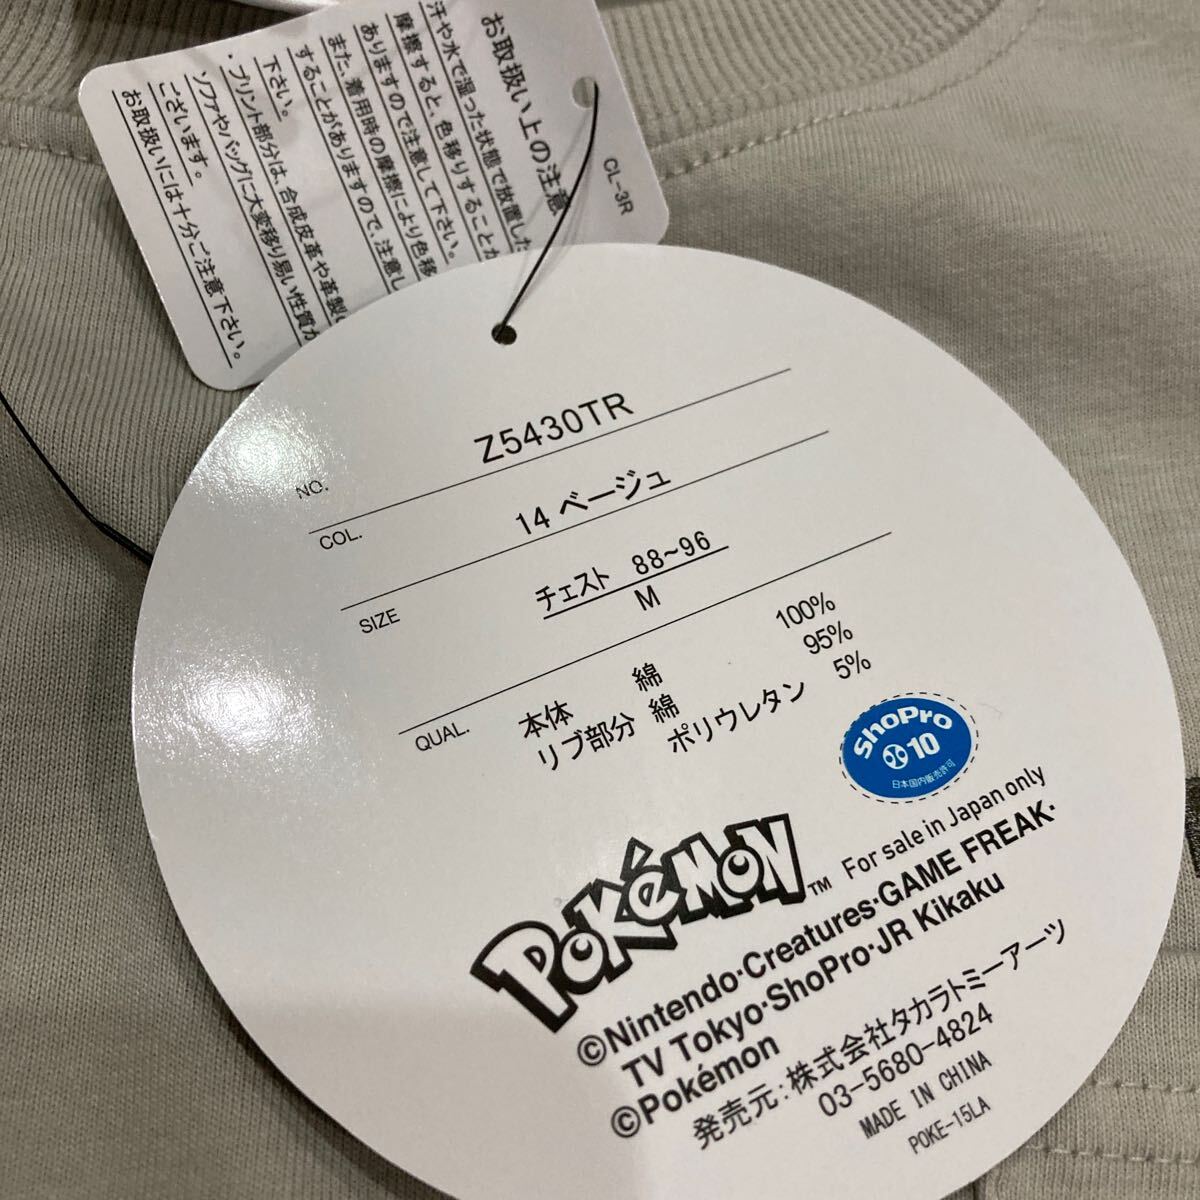 CL-3R
お取扱い上の注意
汗や水で湿った状態で放置した
摩擦すると、色移りすることが
ありますので注意して下さい。
また、着用時の摩擦により色移
することがありますので、注意し
下さい。
・プリント部分は、合成皮革や革製
ソファやバッグに大変移り易い性質が
ございます。
お取扱いには十分ご注意下さい。
NO. Z5430TR
COL. 14 ベージュ
SIZE チェスト 88~96
M
QUAL. 本体 綿 100%
リブ部分 綿 95%
ポリウレタン 5%
ShoPro
10
日本国内販売許可
POKéMON™ For sale in Japan only
©Nintendo·Creatures·GAME FREAK·
TV Tokyo·ShoPro·JR Kikaku
©Pokémon
発売元：株式会社タカラトミーアーツ
03-5680-4824
MADE IN CHINA
POKE-15LA